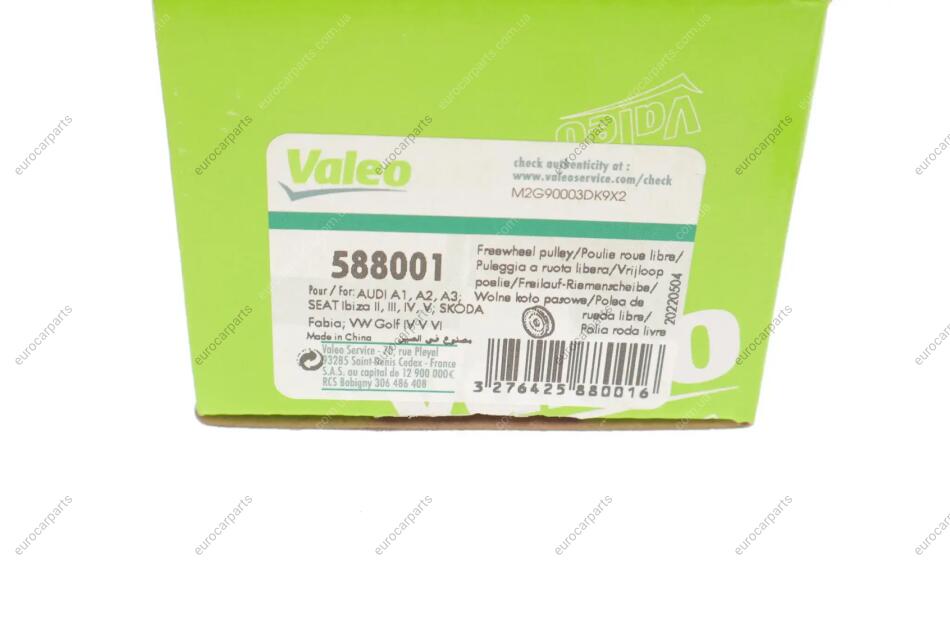 Valeo
Valeo
check authenticity at :
www.valeoservice.com/check
M2G90003DK9X2
588001
Pour / For: AUDI A1, A2, A3;
SEAT Ibiza II, III, IV, V; SKODA
Fabia; VW Golf IV V VI
Made in China مصنوع في الصين
Freewheel pulley/Poulie roue libre/
Puleggia a ruota libera/Vrijloop
poelie/Freilauf-Riemenscheibe/
Wolne koło pasowe/Polea de
rueda libre/
Polia roda livre
20220504
Valeo Service - 70, rue Pleyel
93285 Saint-Denis Cedex - France
S.A.S. au capital de 12 900 000€
RCS Bobigny 306 486 408
3 276425 880016
eurocarparts.com.ua
eurocarparts